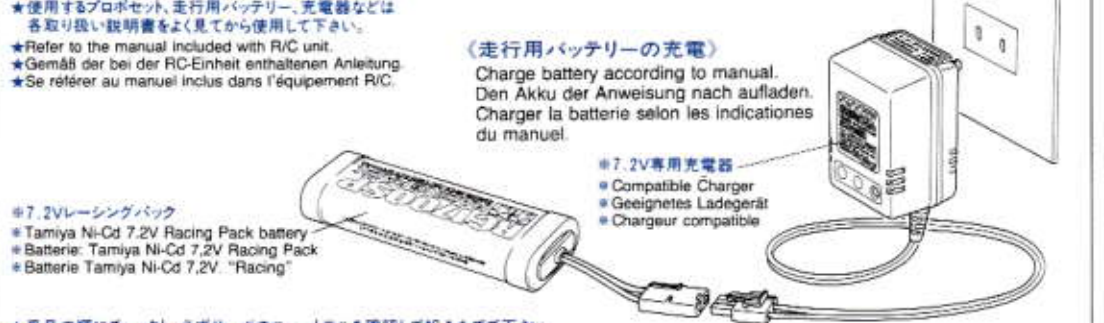 ★使用するプロポセット、走行用バッテリー、充電器などは
各取り扱い説明書をよく見てから使用して下さい。
★Refer to the manual included with R/C unit.
★Gemäß der bei der RC-Einheit enthaltenen Anleitung.
★Se référer au manuel inclus dans l'équipement R/C.
《走行用バッテリーの充電》
Charge battery according to manual.
Den Akku der Anweisung nach aufladen.
Charger la batterie selon les indicationes
du manuel.
※7.2V専用充電器
※Compatible Charger
※Geeignetes Ladegerät
※Chargeur compatible
※7.2Vレーシングパック
※Tamiya Ni-Cd 7.2V Racing Pack battery
※Batterie: Tamiya Ni-Cd 7,2V Racing Pack
※Batterie Tamiya Ni-Cd 7,2V. "Racing"